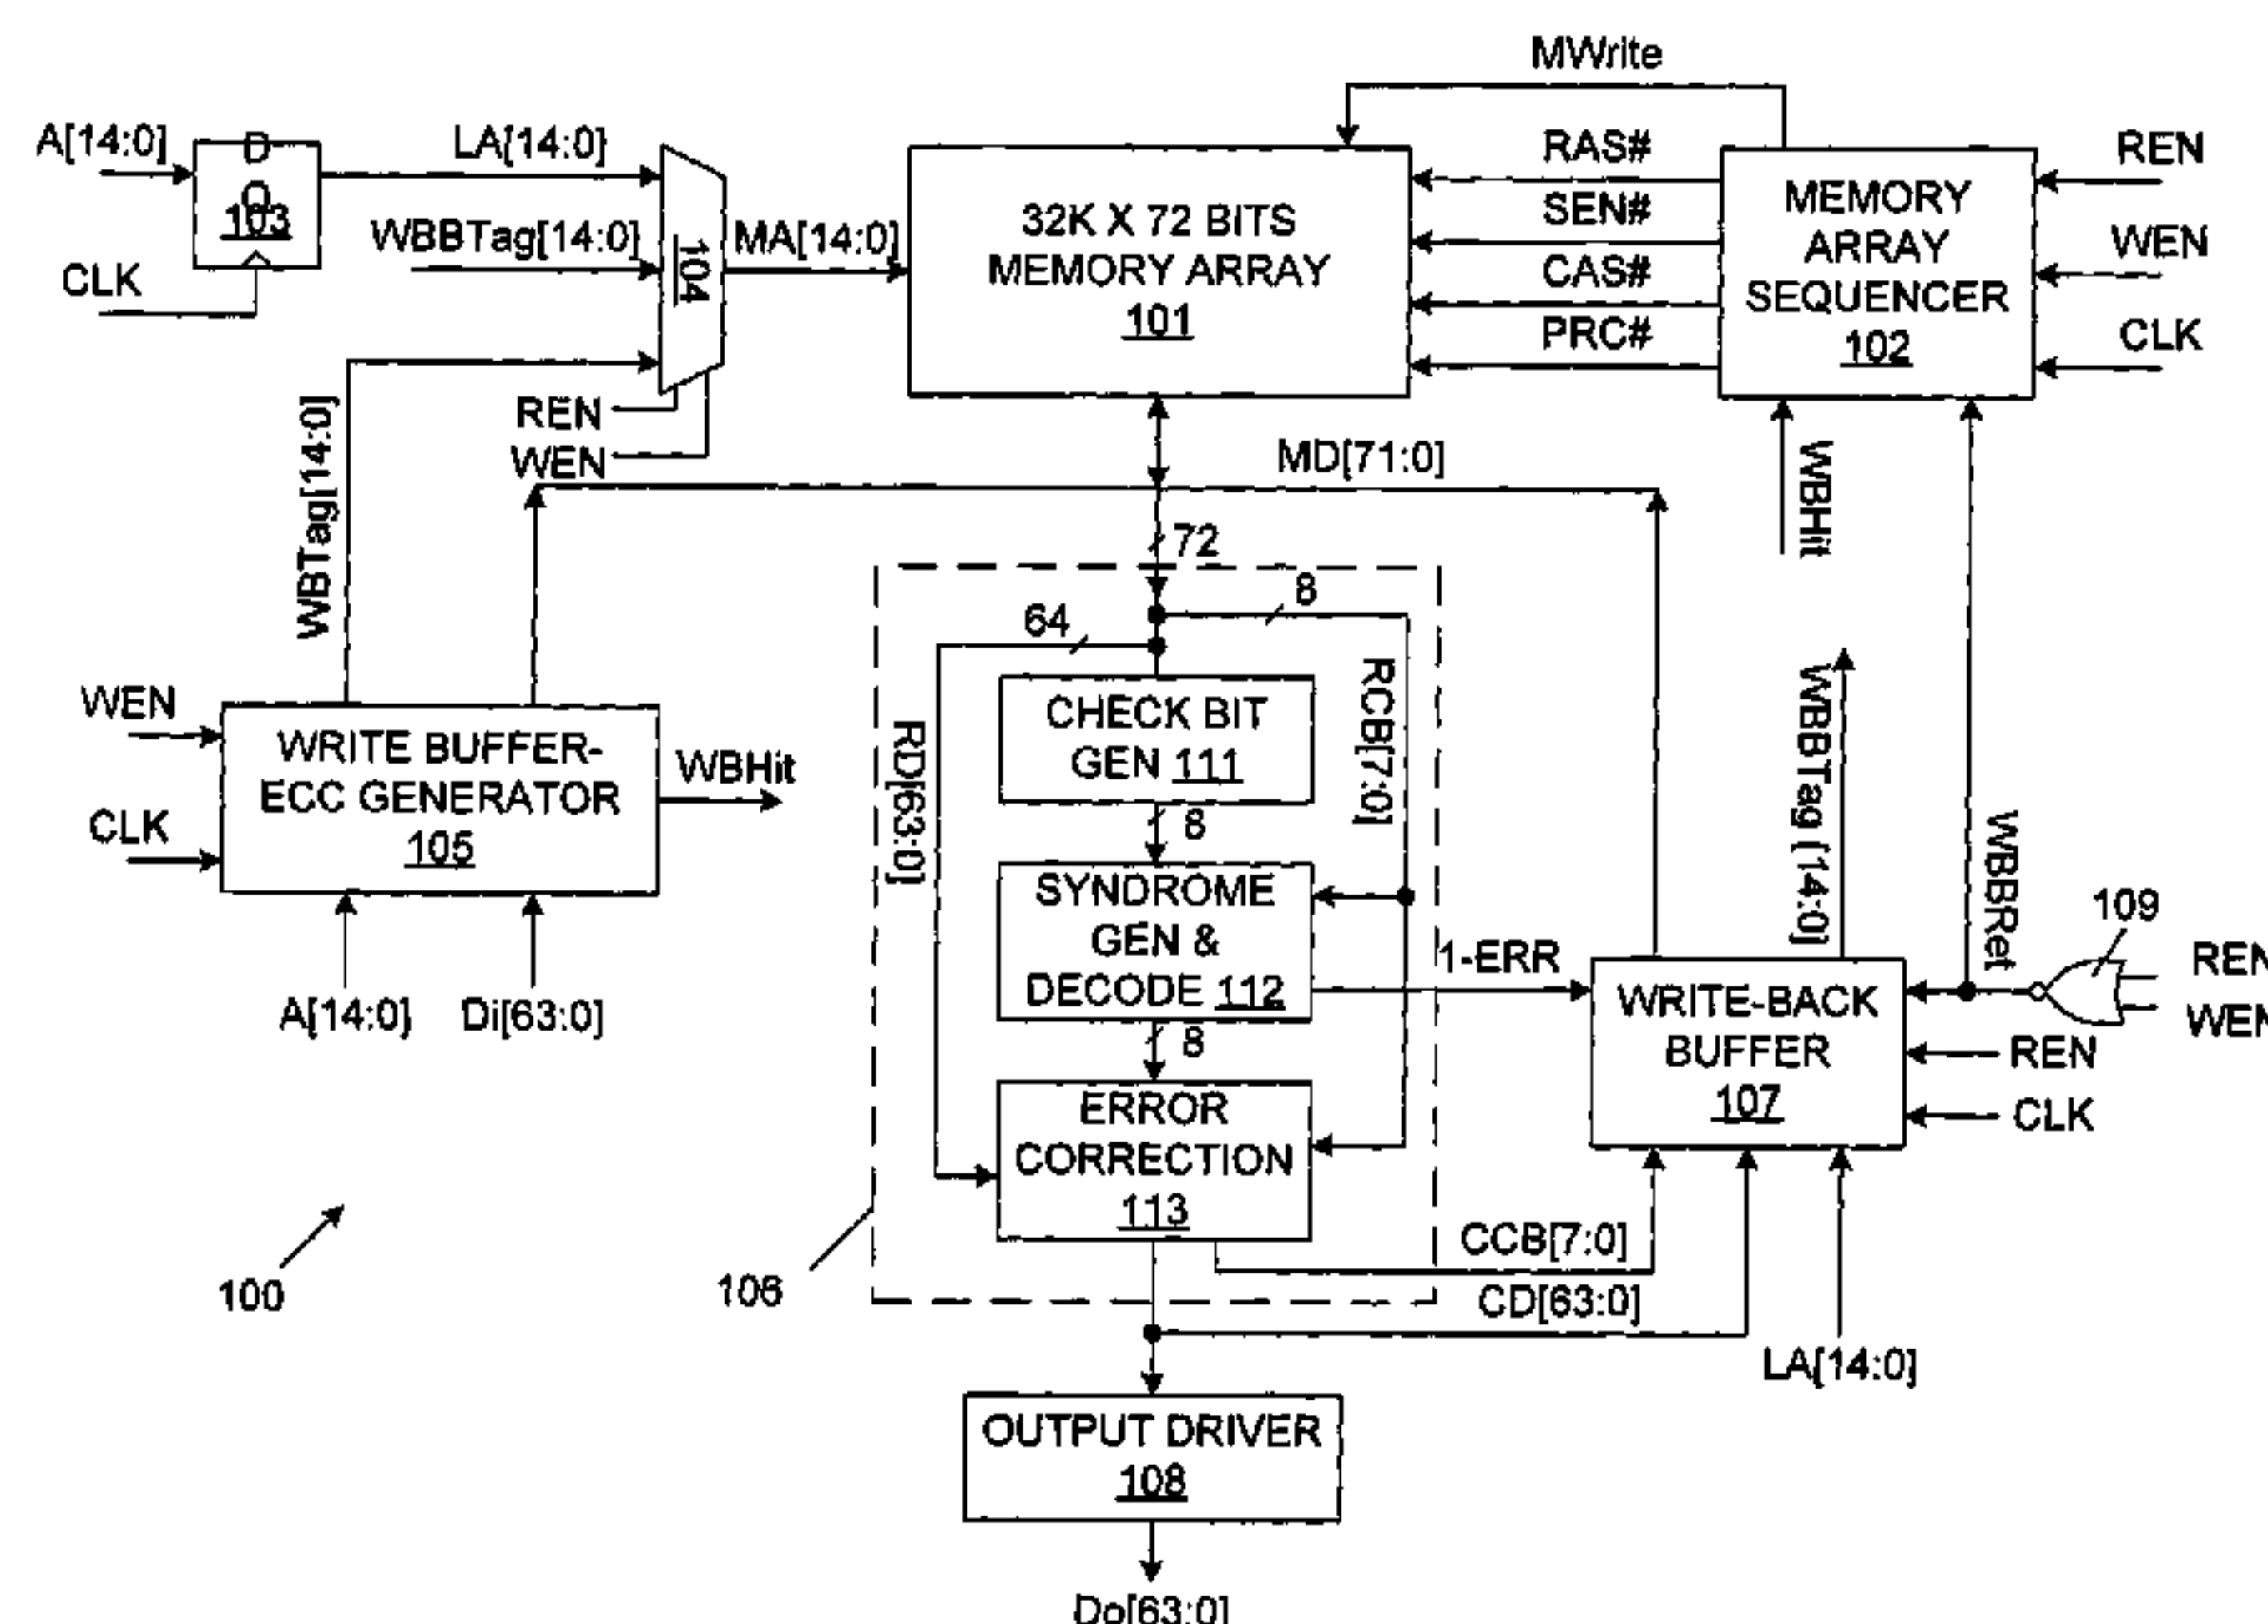 MWrite
A[14:0]
D
Q
103
CLK
LA[14:0]
WBBTag[14:0]
104
MA[14:0]
32K X 72 BITS
MEMORY ARRAY
101
RAS#
SEN#
CAS#
PRC#
MEMORY
ARRAY
SEQUENCER
102
REN
WEN
CLK
REN
WEN
WBTag[14:0]
MD[71:0]
72
WBHit
8
64
WEN
CLK
WRITE BUFFER-
ECC GENERATOR
105
WBHit
A[14:0]
Di[63:0]
RD[63:0]
CHECK BIT
GEN 111
RCB[7:0]
8
SYNDROME
GEN &
DECODE 112
1-ERR
8
ERROR
CORRECTION
113
WBBTag (14:0]
WBBRet
109
REN
WEN
WRITE-BACK
BUFFER
107
REN
CLK
CCB[7:0]
CD[63:0]
LA[14:0]
100
106
OUTPUT DRIVER
108
Do[63:0]